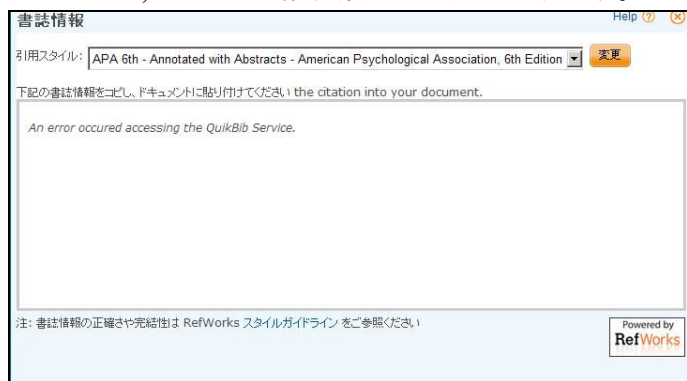 書誌情報
Help ?
引用スタイル: APA 6th - Annotated with Abstracts - American Psychological Association, 6th Edition 変更
下記の書誌情報をコピし、ドキュメントに貼り付けてください the citation into your document.
An error occured accessing the QuikBib Service.
注: 書誌情報の正確さや完結性は RefWorks スタイルガイドライン をご参照ください
Powered by
RefWorks